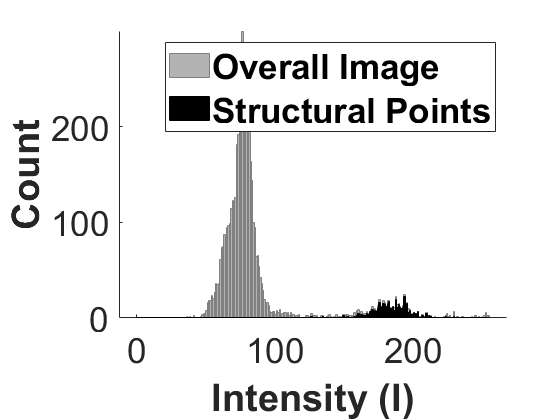 Overall Image
Structural Points
Count
200
100
0
0 100 200
Intensity (I)